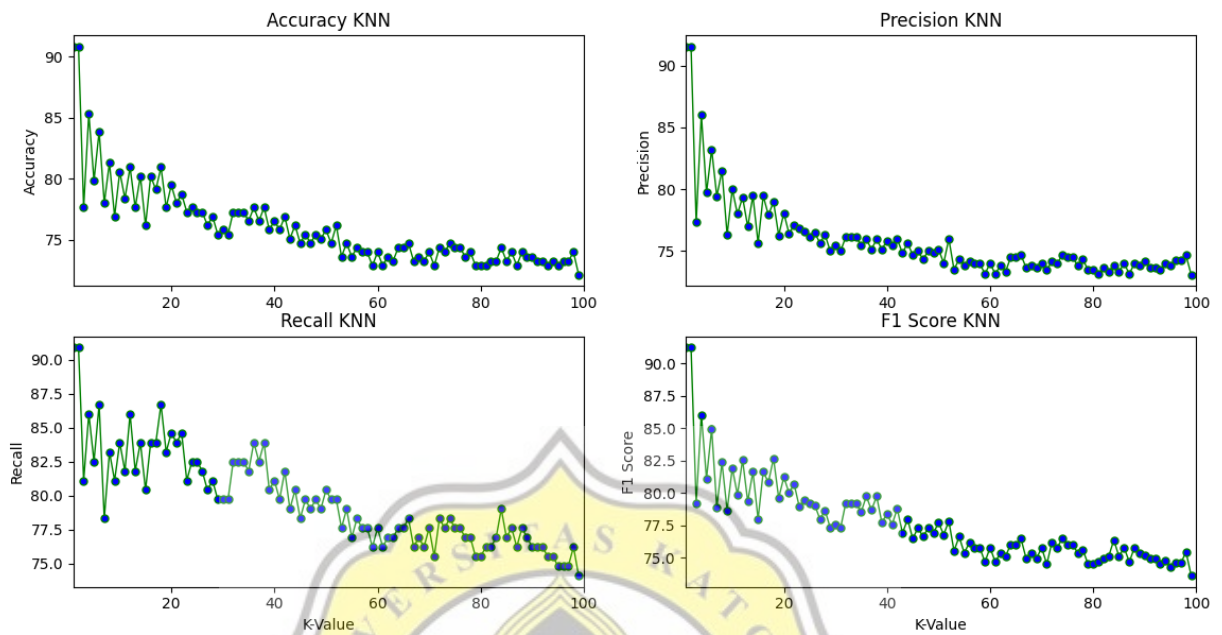 Accuracy KNN
Accuracy
90
85
80
75
20 40 60 80 100
Precision KNN
Precision
90
85
80
75
20 40 60 80 100
Recall KNN
Recall
90.0
87.5
85.0
82.5
80.0
77.5
75.0
20 40 60 80 100
K-Value
F1 Score KNN
F1 Score
90.0
87.5
85.0
82.5
80.0
77.5
75.0
20 40 60 80 100
K-Value